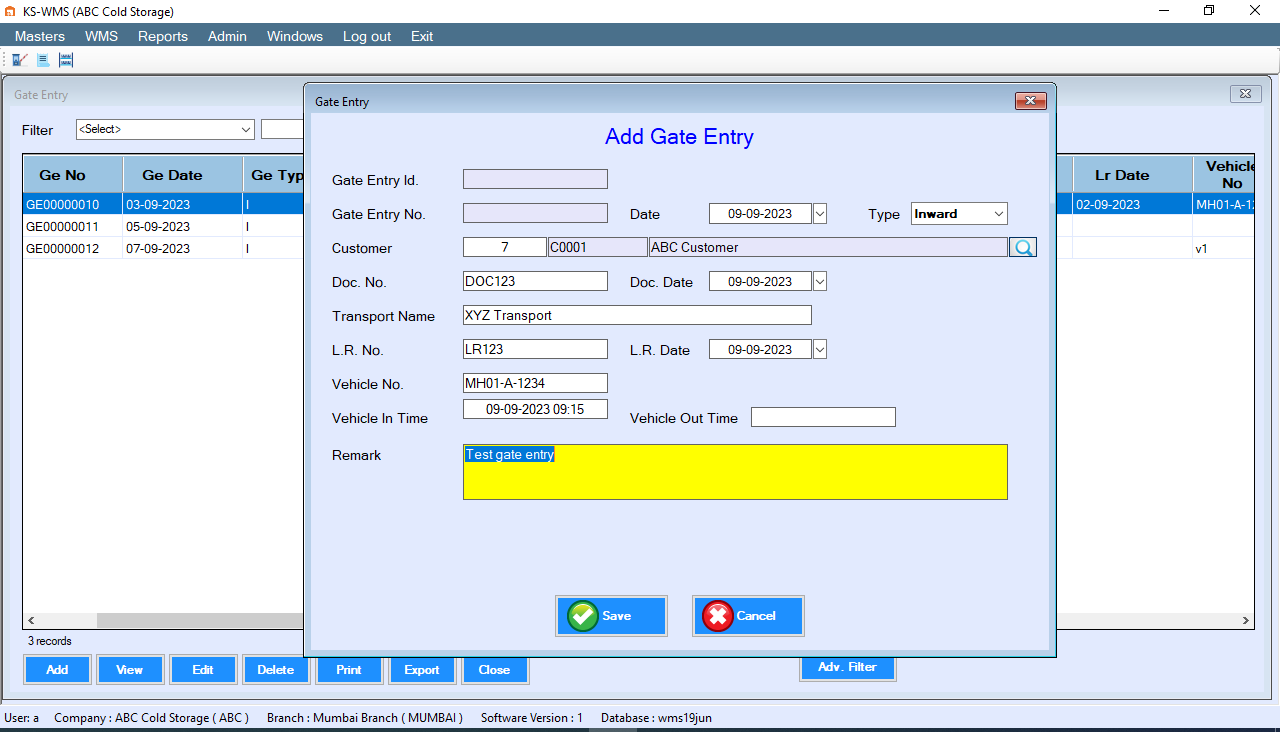 KS-WMS (ABC Cold Storage)
Masters WMS Reports Admin Windows Log out Exit
Gate Entry
Filter <Select>
Ge No Ge Date Ge Typ Lr Date Vehicle No
GE00000010 03-09-2023 I 02-09-2023 MH01-A-12
GE00000011 05-09-2023 I
GE00000012 07-09-2023 I v1
Gate Entry
Add Gate Entry
Gate Entry Id.
Gate Entry No. Date 09-09-2023 Type Inward
Customer 7 C0001 ABC Customer
Doc. No. DOC123 Doc. Date 09-09-2023
Transport Name XYZ Transport
L.R. No. LR123 L.R. Date 09-09-2023
Vehicle No. MH01-A-1234
Vehicle In Time 09-09-2023 09:15 Vehicle Out Time
Remark Test gate entry
Save Cancel
3 records
Add View Edit Delete Print Export Close Adv. Filter
User: a Company : ABC Cold Storage ( ABC ) Branch : Mumbai Branch ( MUMBAI ) Software Version : 1 Database : wms19jun